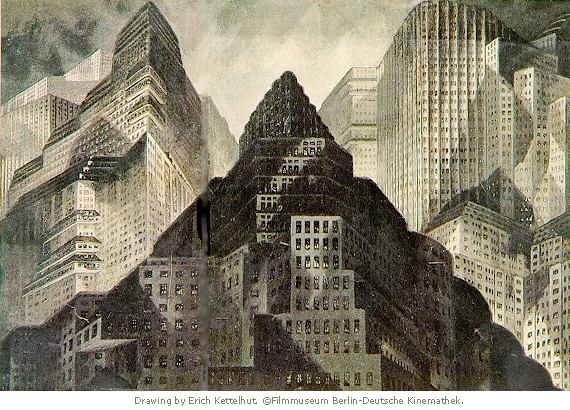 Drawing by Erich Kettelhut. ©Filmmuseum Berlin-Deutsche Kinemathek.